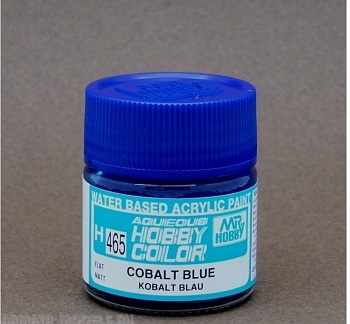 WATER BASED ACRYLIC PAINT
H 465
AQUEOUS
HOBBY
COLOR
MR
HOBBY
FLAT
MATT
COBALT BLUE
KOBALT BLAU